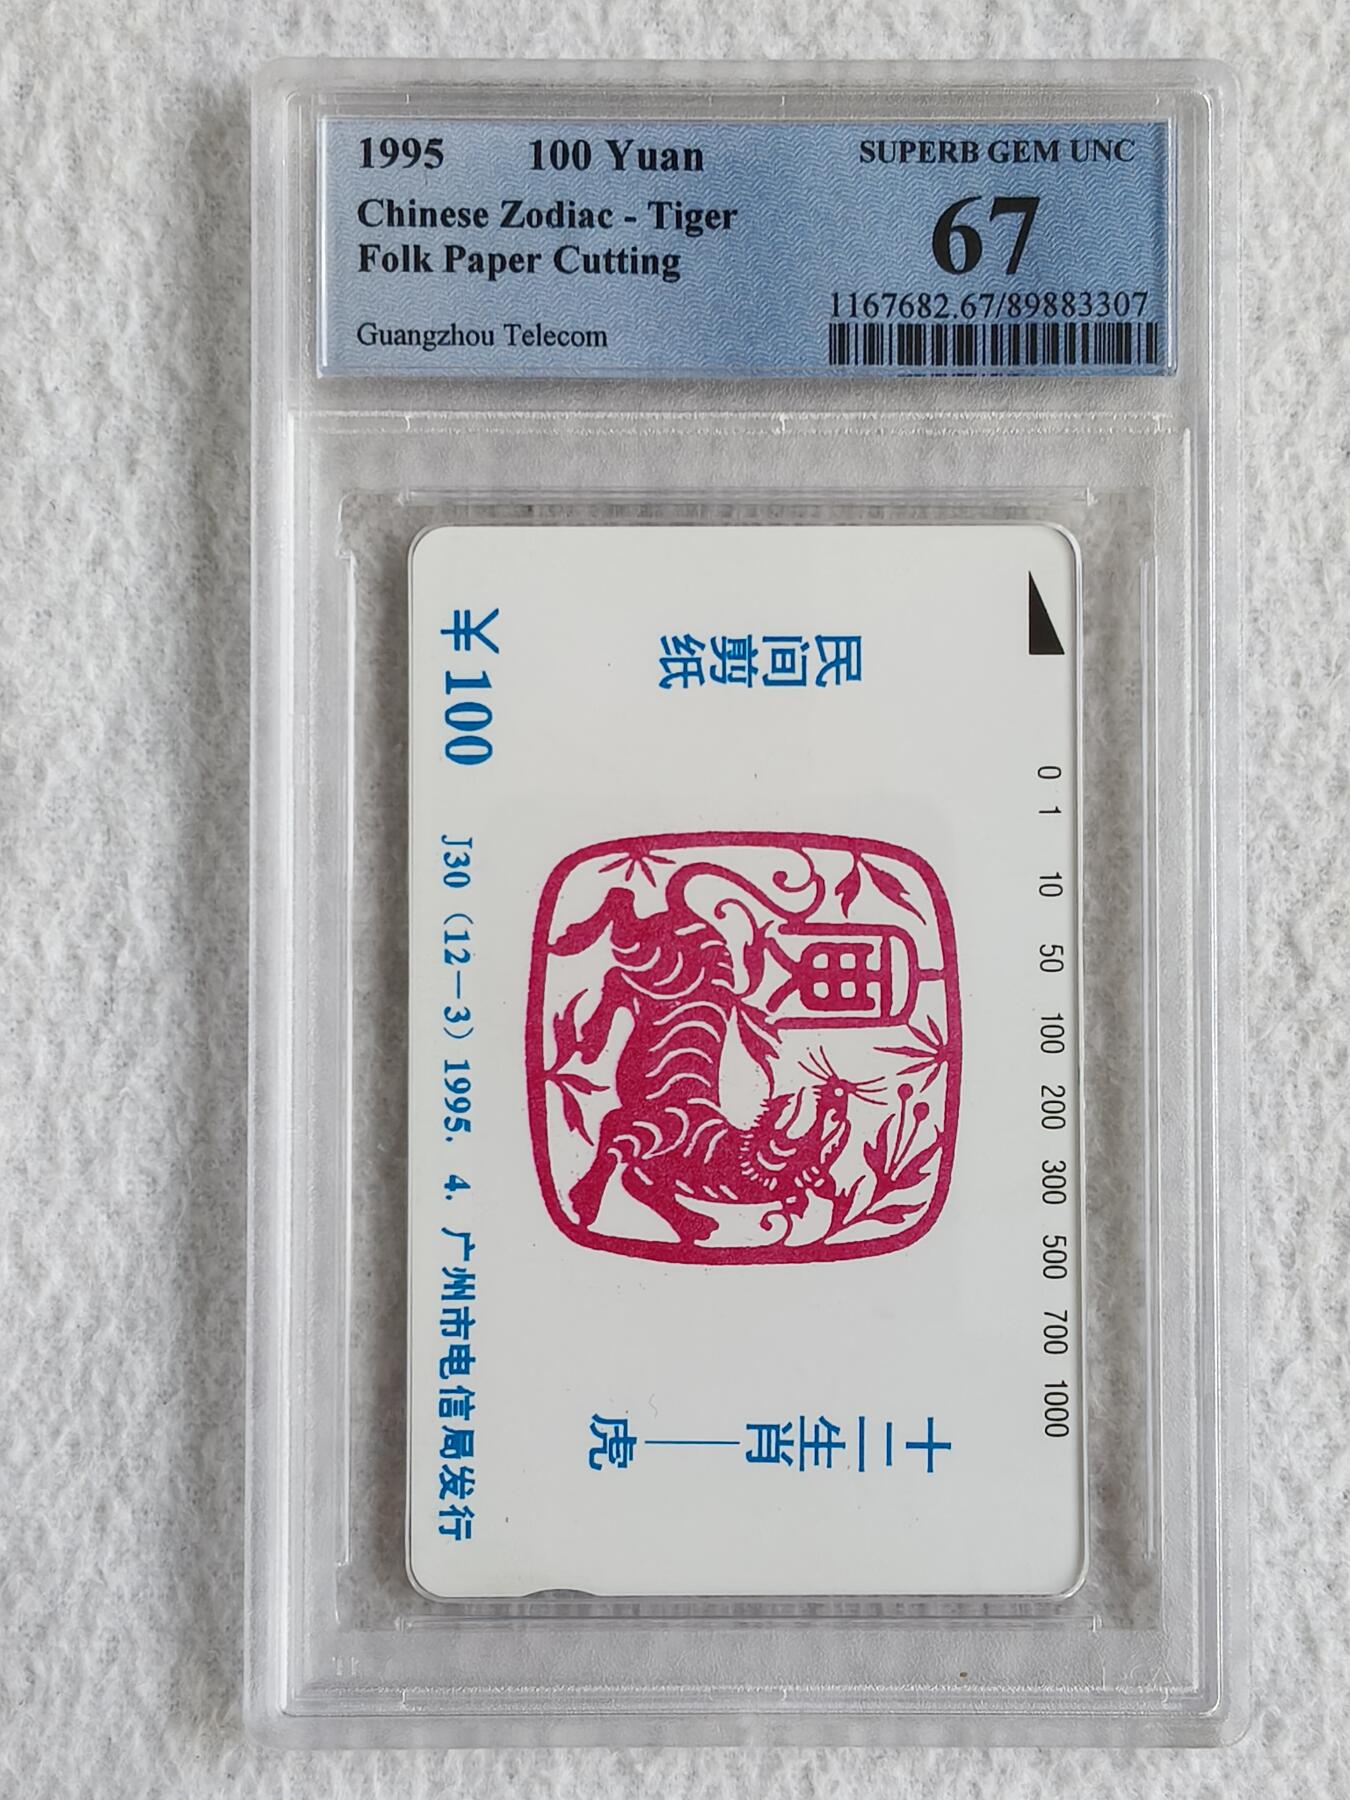 1995 100 Yuan
Chinese Zodiac - Tiger
Folk Paper Cutting
Guangzhou Telecom
SUPERB GEM UNC
67
1167682.67/89883307
0 1 10 50 100 200 300 500 700 1000
民间剪纸
寅
十二生肖——虎
¥100 J30（12—3）1995．4．广州市电信局发行